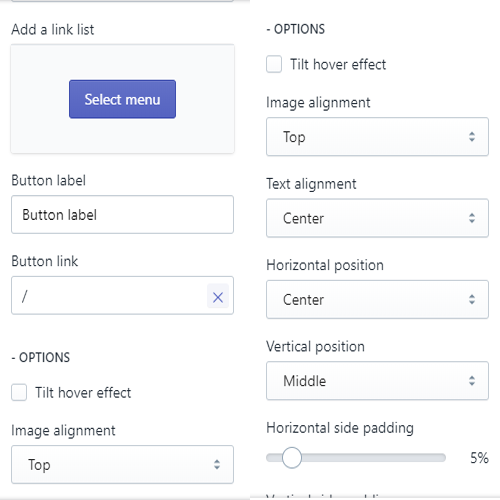 Add a link list
Select menu
Button label
Button label
Button link
/
- OPTIONS
Tilt hover effect
Image alignment
Top
- OPTIONS
Tilt hover effect
Image alignment
Top
Text alignment
Center
Horizontal position
Center
Vertical position
Middle
Horizontal side padding
5%